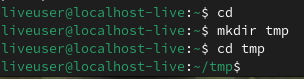 liveuser@localhost-live:~$ cd
liveuser@localhost-live:~$ mkdir tmp
liveuser@localhost-live:~$ cd tmp
liveuser@localhost-live:~/tmp$